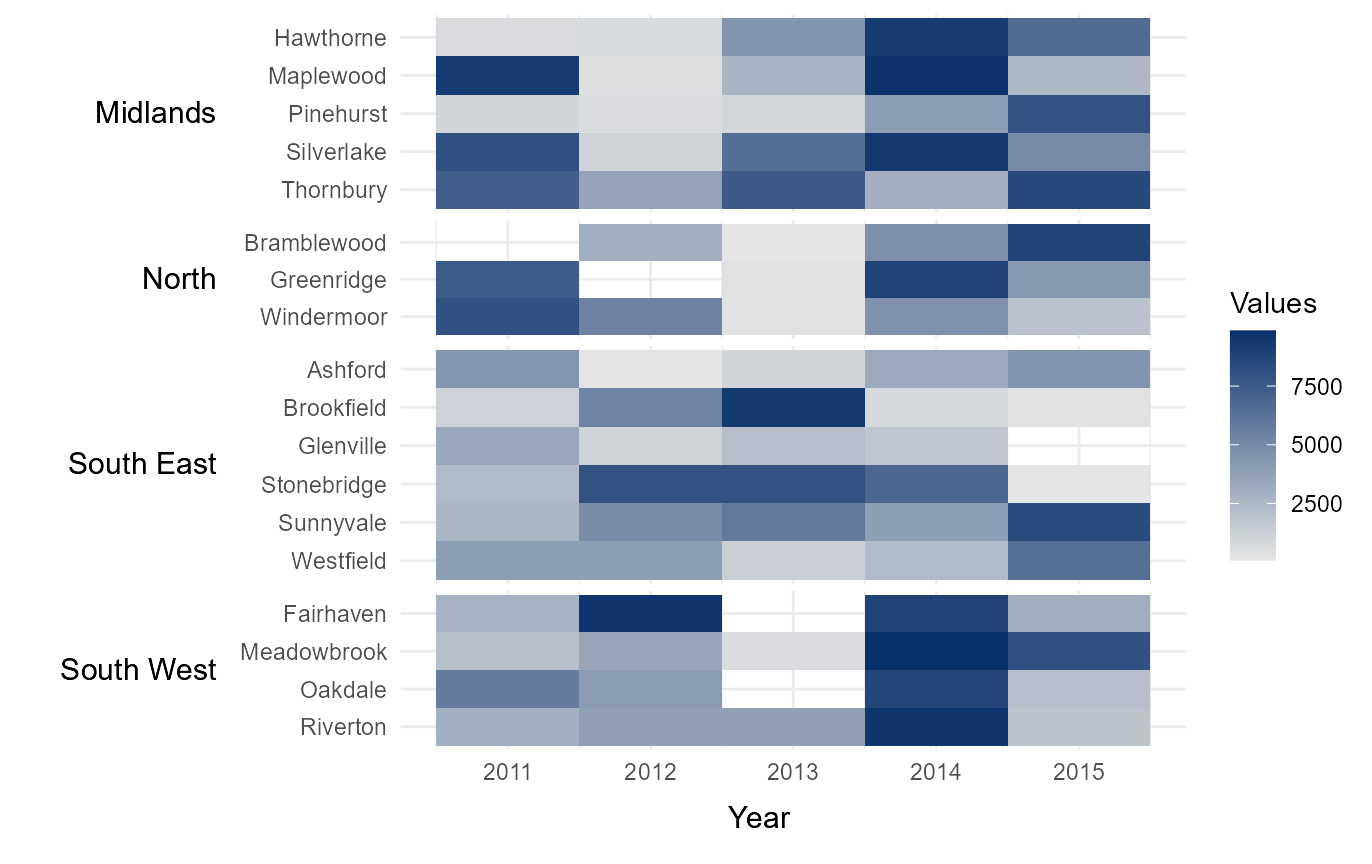 Midlands
Hawthorne
Maplewood
Pinehurst
Silverlake
Thornbury
North
Bramblewood
Greenridge
Windermoor
South East
Ashford
Brookfield
Glenville
Stonebridge
Sunnyvale
Westfield
South West
Fairhaven
Meadowbrook
Oakdale
Riverton
2011 2012 2013 2014 2015
Year
Values
7500
5000
2500